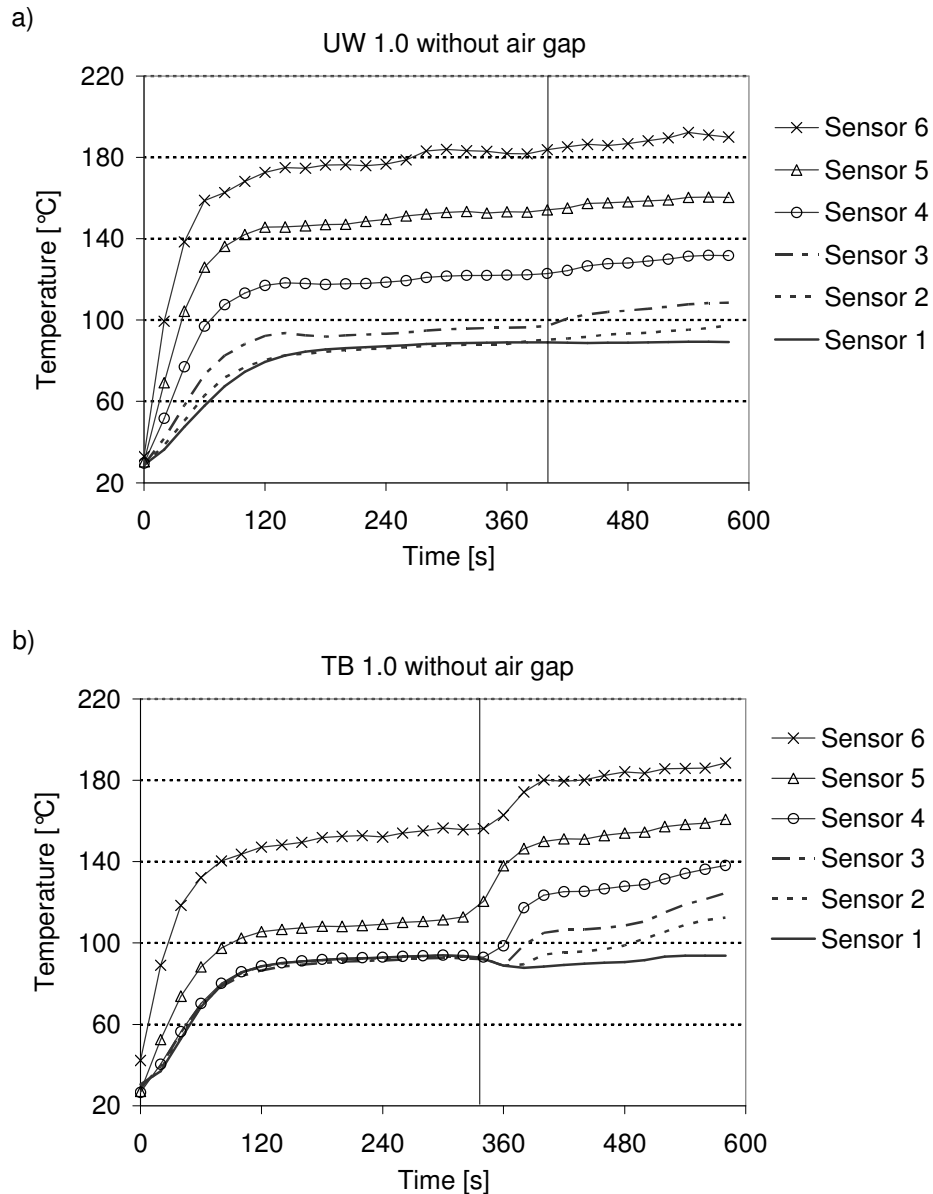 a)
UW 1.0 without air gap
220
180
140
100
60
20
Temperature [°C]
0 120 240 360 480 600
Time [s]
Sensor 6
Sensor 5
Sensor 4
Sensor 3
Sensor 2
Sensor 1
b)
TB 1.0 without air gap
220
180
140
100
60
20
Temperature [°C]
0 120 240 360 480 600
Time [s]
Sensor 6
Sensor 5
Sensor 4
Sensor 3
Sensor 2
Sensor 1